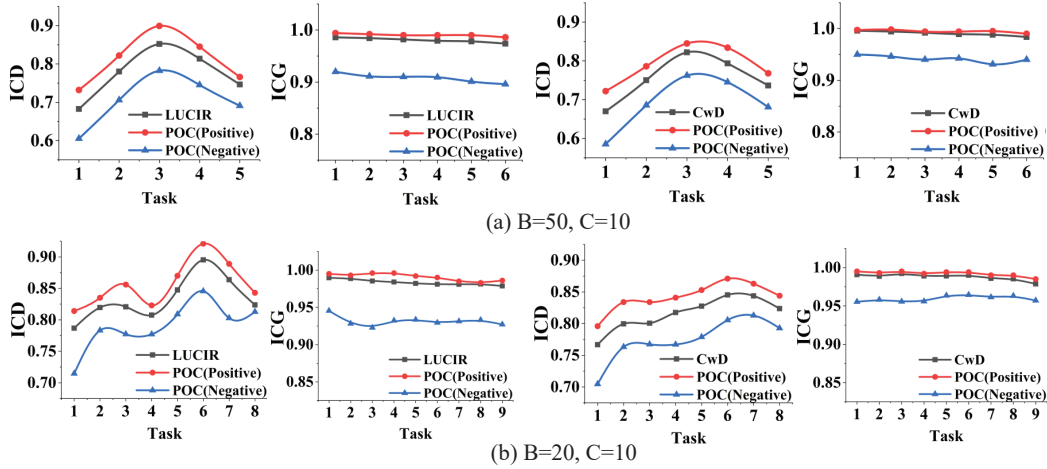 0.9
0.8
0.7
0.6
ICD
LUCIR
POC(Positive)
POC(Negative)
1 2 3 4 5
Task
1.0
0.9
0.8
ICG
LUCIR
POC(Positive)
POC(Negative)
1 2 3 4 5 6
Task
0.9
0.8
0.7
0.6
ICD
CwD
POC(Positive)
POC(Negative)
1 2 3 4 5
Task
1.0
0.9
0.8
ICG
CwD
POC(Positive)
POC(Negative)
1 2 3 4 5 6
Task
(a) B=50, C=10
0.90
0.85
0.80
0.75
0.70
ICD
LUCIR
POC(Positive)
POC(Negative)
1 2 3 4 5 6 7 8
Task
1.00
0.95
0.90
0.85
ICG
LUCIR
POC(Positive)
POC(Negative)
1 2 3 4 5 6 7 8 9
Task
0.90
0.85
0.80
0.75
0.70
ICD
CwD
POC(Positive)
POC(Negative)
1 2 3 4 5 6 7 8
Task
1.00
0.95
0.90
0.85
ICG
CwD
POC(Positive)
POC(Negative)
1 2 3 4 5 6 7 8 9
Task
(b) B=20, C=10